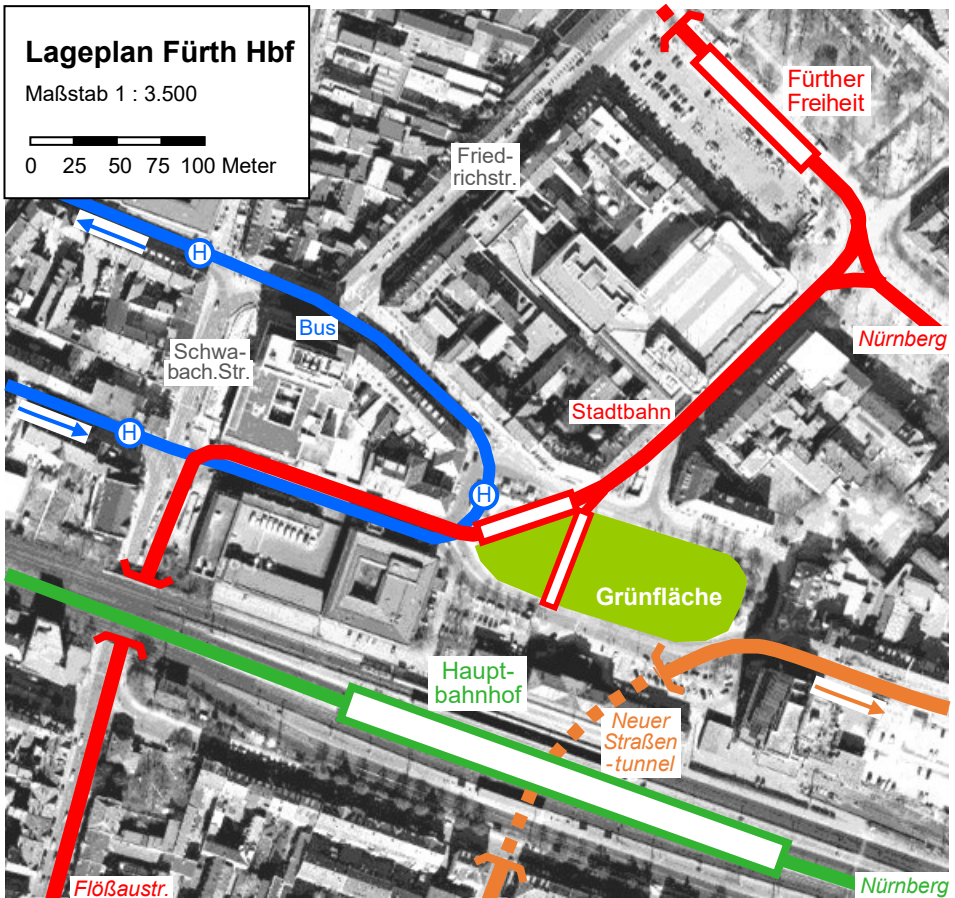 Lageplan Fürth Hbf
Maßstab 1 : 3.500
0 25 50 75 100 Meter
Fürther
Freiheit
Fried-
richstr.
H
Bus
Nürnberg
Schwa-
bach.Str.
Stadtbahn
H
H
Grünfläche
Haupt-
bahnhof
Neuer
Straßen
-tunnel
Flößaustr.
Nürnberg